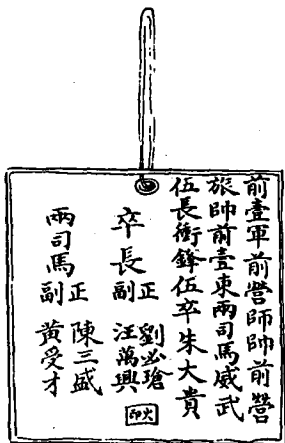 前壹軍前營師帥前營
旅帥前壹東兩司馬威武
伍長衝鋒伍卒朱大貴
卒長
正 劉必瑲
副 汪萬興
兩司馬
正 陳三盛
副 黃受才
火印